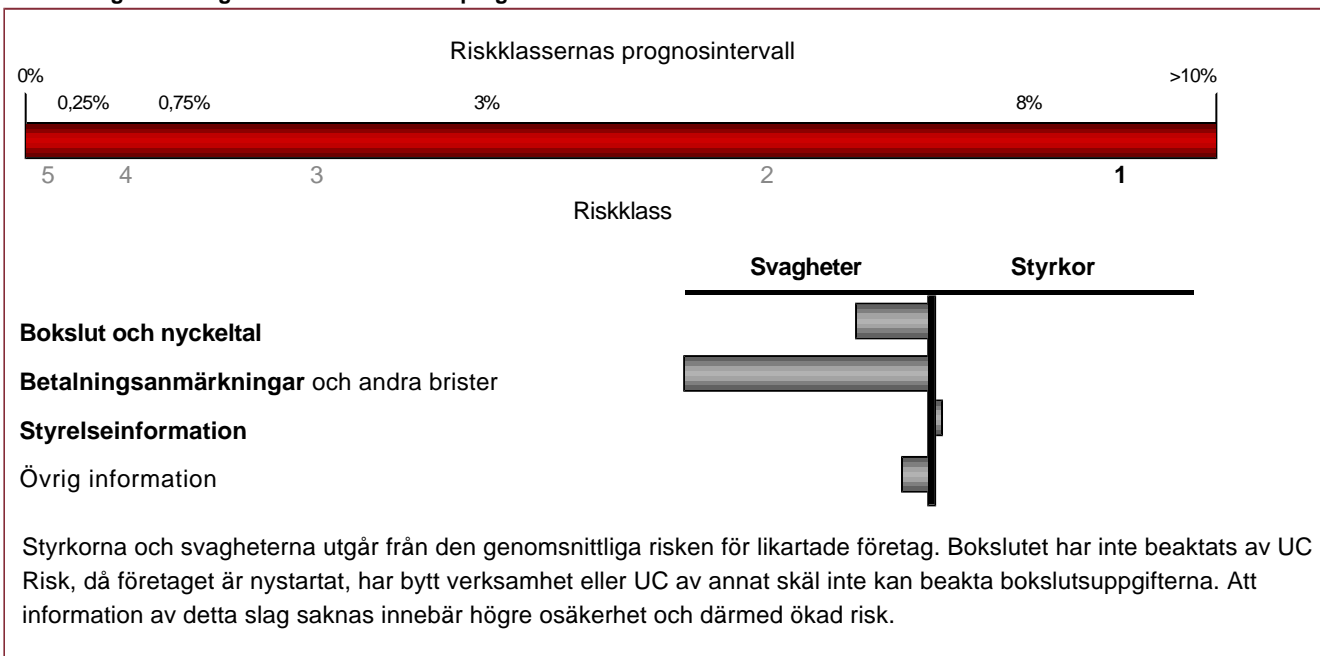 Riskklassernas prognosintervall
0% >10%
0,25% 0,75% 3% 8%
5 4 3 2 1
Riskklass
Svagheter Styrkor
Bokslut och nyckeltal
Betalningsanmärkningar och andra brister
Styrelseinformation
Övrig information
Styrkorna och svagheterna utgår från den genomsnittliga risken för likartade företag. Bokslutet har inte beaktats av UC
Risk, då företaget är nystartat, har bytt verksamhet eller UC av annat skäl inte kan beakta bokslutsuppgifterna. Att
information av detta slag saknas innebär högre osäkerhet och därmed ökad risk.